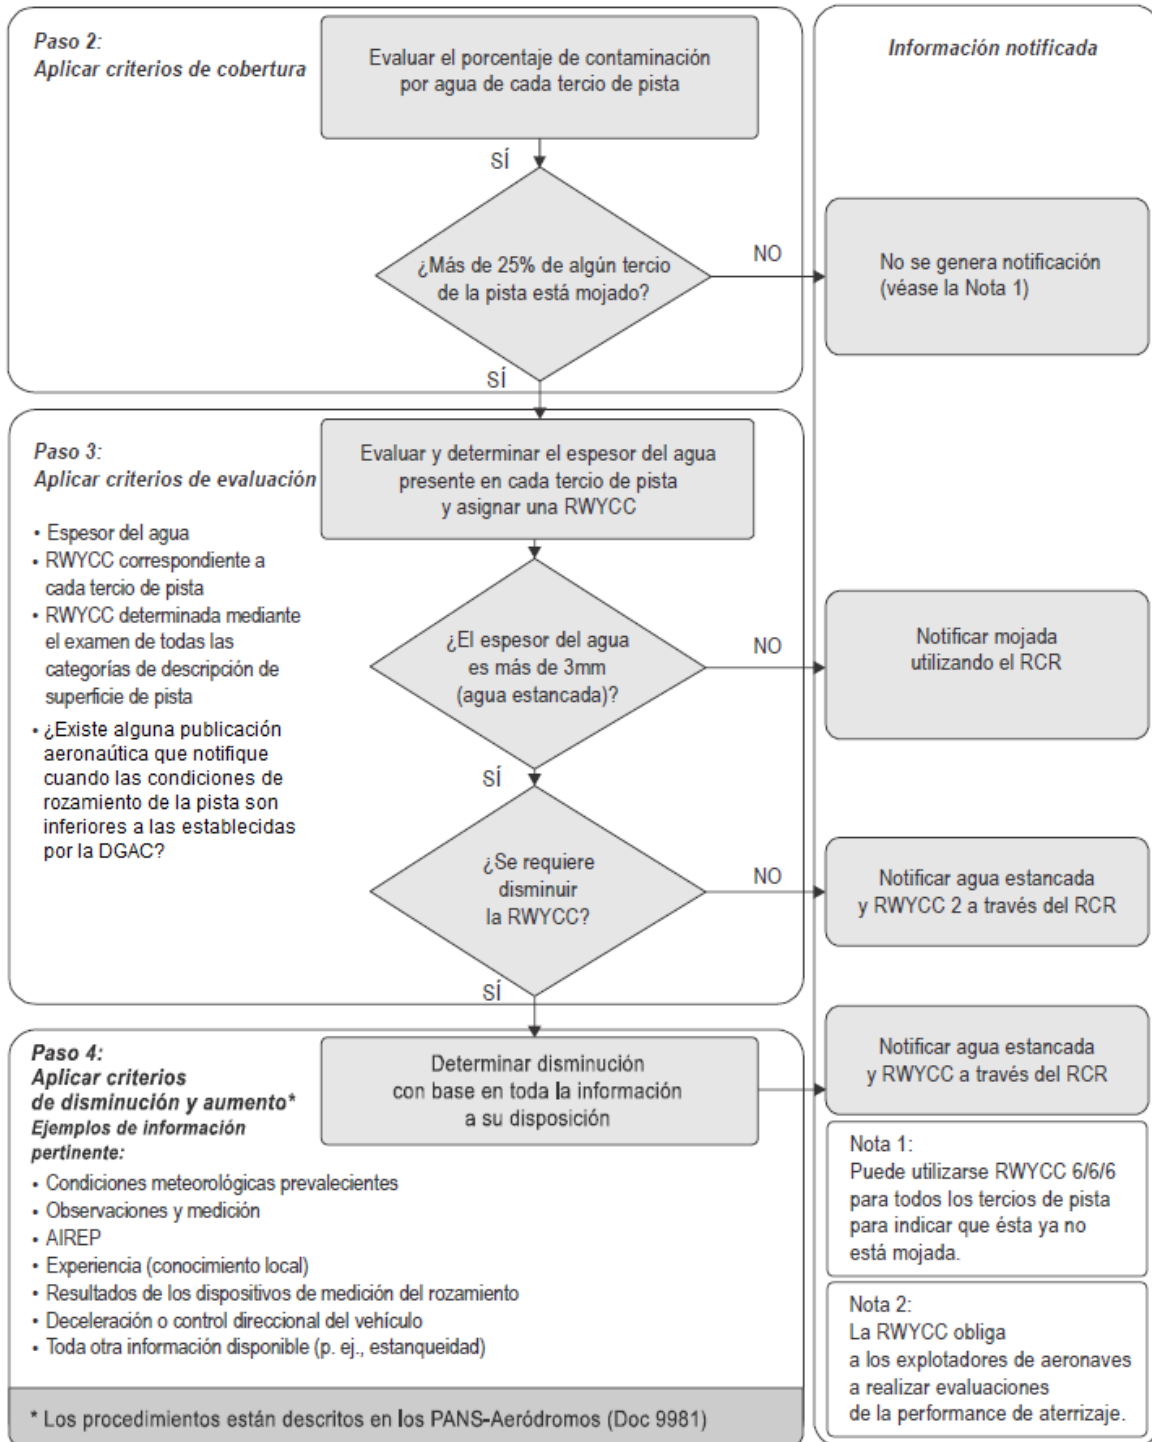 Paso 2:
Aplicar criterios de cobertura
Evaluar el porcentaje de contaminación
por agua de cada tercio de pista
Información notificada
SÍ
¿Más de 25% de algún tercio
de la pista está mojado?
NO
No se genera notificación
(véase la Nota 1)
SÍ
Paso 3:
Aplicar criterios de evaluación
Evaluar y determinar el espesor del agua
presente en cada tercio de pista
y asignar una RWYCC
• Espesor del agua
• RWYCC correspondiente a
cada tercio de pista
• RWYCC determinada mediante
el examen de todas las
categorías de descripción de
superficie de pista
• ¿Existe alguna publicación
aeronaútica que notifique
cuando las condiciones de
rozamiento de la pista son
inferiores a las establecidas
por la DGAC?
¿El espesor del agua
es más de 3mm
(agua estancada)?
NO
Notificar mojada
utilizando el RCR
SÍ
¿Se requiere
disminuir
la RWYCC?
NO
Notificar agua estancada
y RWYCC 2 a través del RCR
SÍ
Paso 4:
Aplicar criterios
de disminución y aumento*
Ejemplos de información
pertinente:
Determinar disminución
con base en toda la información
a su disposición
Notificar agua estancada
y RWYCC a través del RCR
• Condiciones meteorológicas prevalecientes
• Observaciones y medición
• AIREP
• Experiencia (conocimiento local)
• Resultados de los dispositivos de medición del rozamiento
• Deceleración o control direccional del vehículo
• Toda otra información disponible (p. ej., estanqueidad)
Nota 1:
Puede utilizarse RWYCC 6/6/6
para todos los tercios de pista
para indicar que ésta ya no
está mojada.
Nota 2:
La RWYCC obliga
a los explotadores de aeronaves
a realizar evaluaciones
de la performance de aterrizaje.
* Los procedimientos están descritos en los PANS-Aeródromos (Doc 9981)